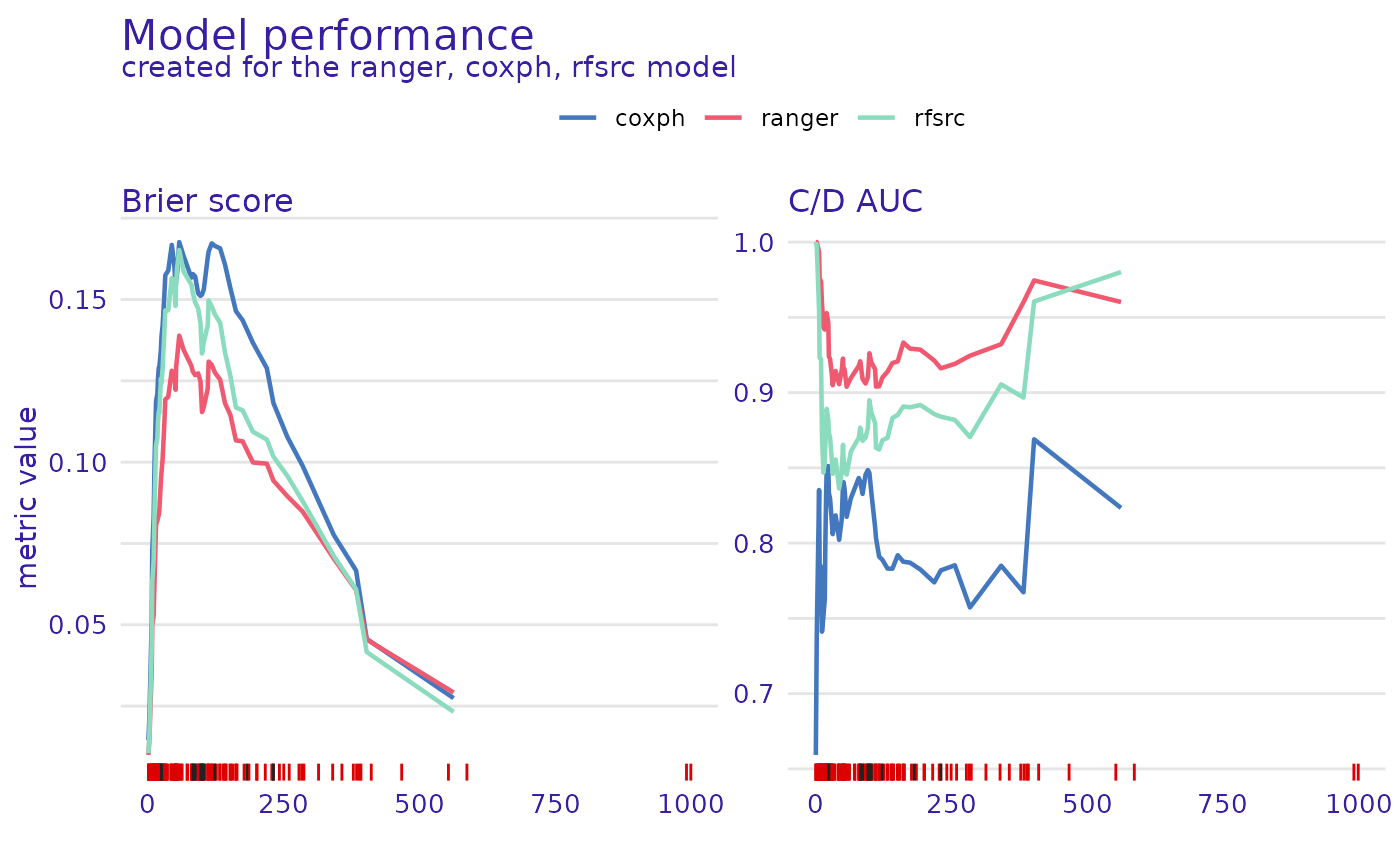 Model performance
created for the ranger, coxph, rfsrc model
coxph ranger rfsrc
Brier score
C/D AUC
metric value
0.15
0.10
0.05
1.0
0.9
0.8
0.7
0 250 500 750 1000
0 250 500 750 1000